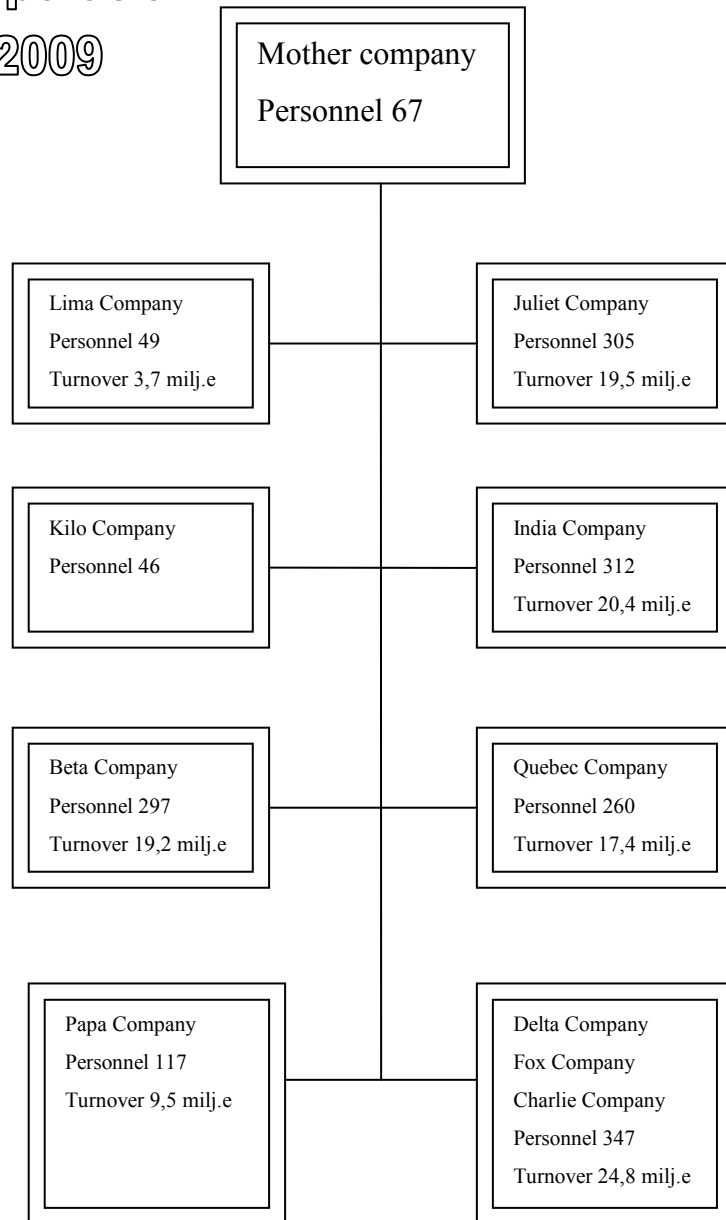 2009
Mother company
Personnel 67
Lima Company
Personnel 49
Turnover 3,7 milj.e
Juliet Company
Personnel 305
Turnover 19,5 milj.e
Kilo Company
Personnel 46
India Company
Personnel 312
Turnover 20,4 milj.e
Beta Company
Personnel 297
Turnover 19,2 milj.e
Quebec Company
Personnel 260
Turnover 17,4 milj.e
Papa Company
Personnel 117
Turnover 9,5 milj.e
Delta Company
Fox Company
Charlie Company
Personnel 347
Turnover 24,8 milj.e